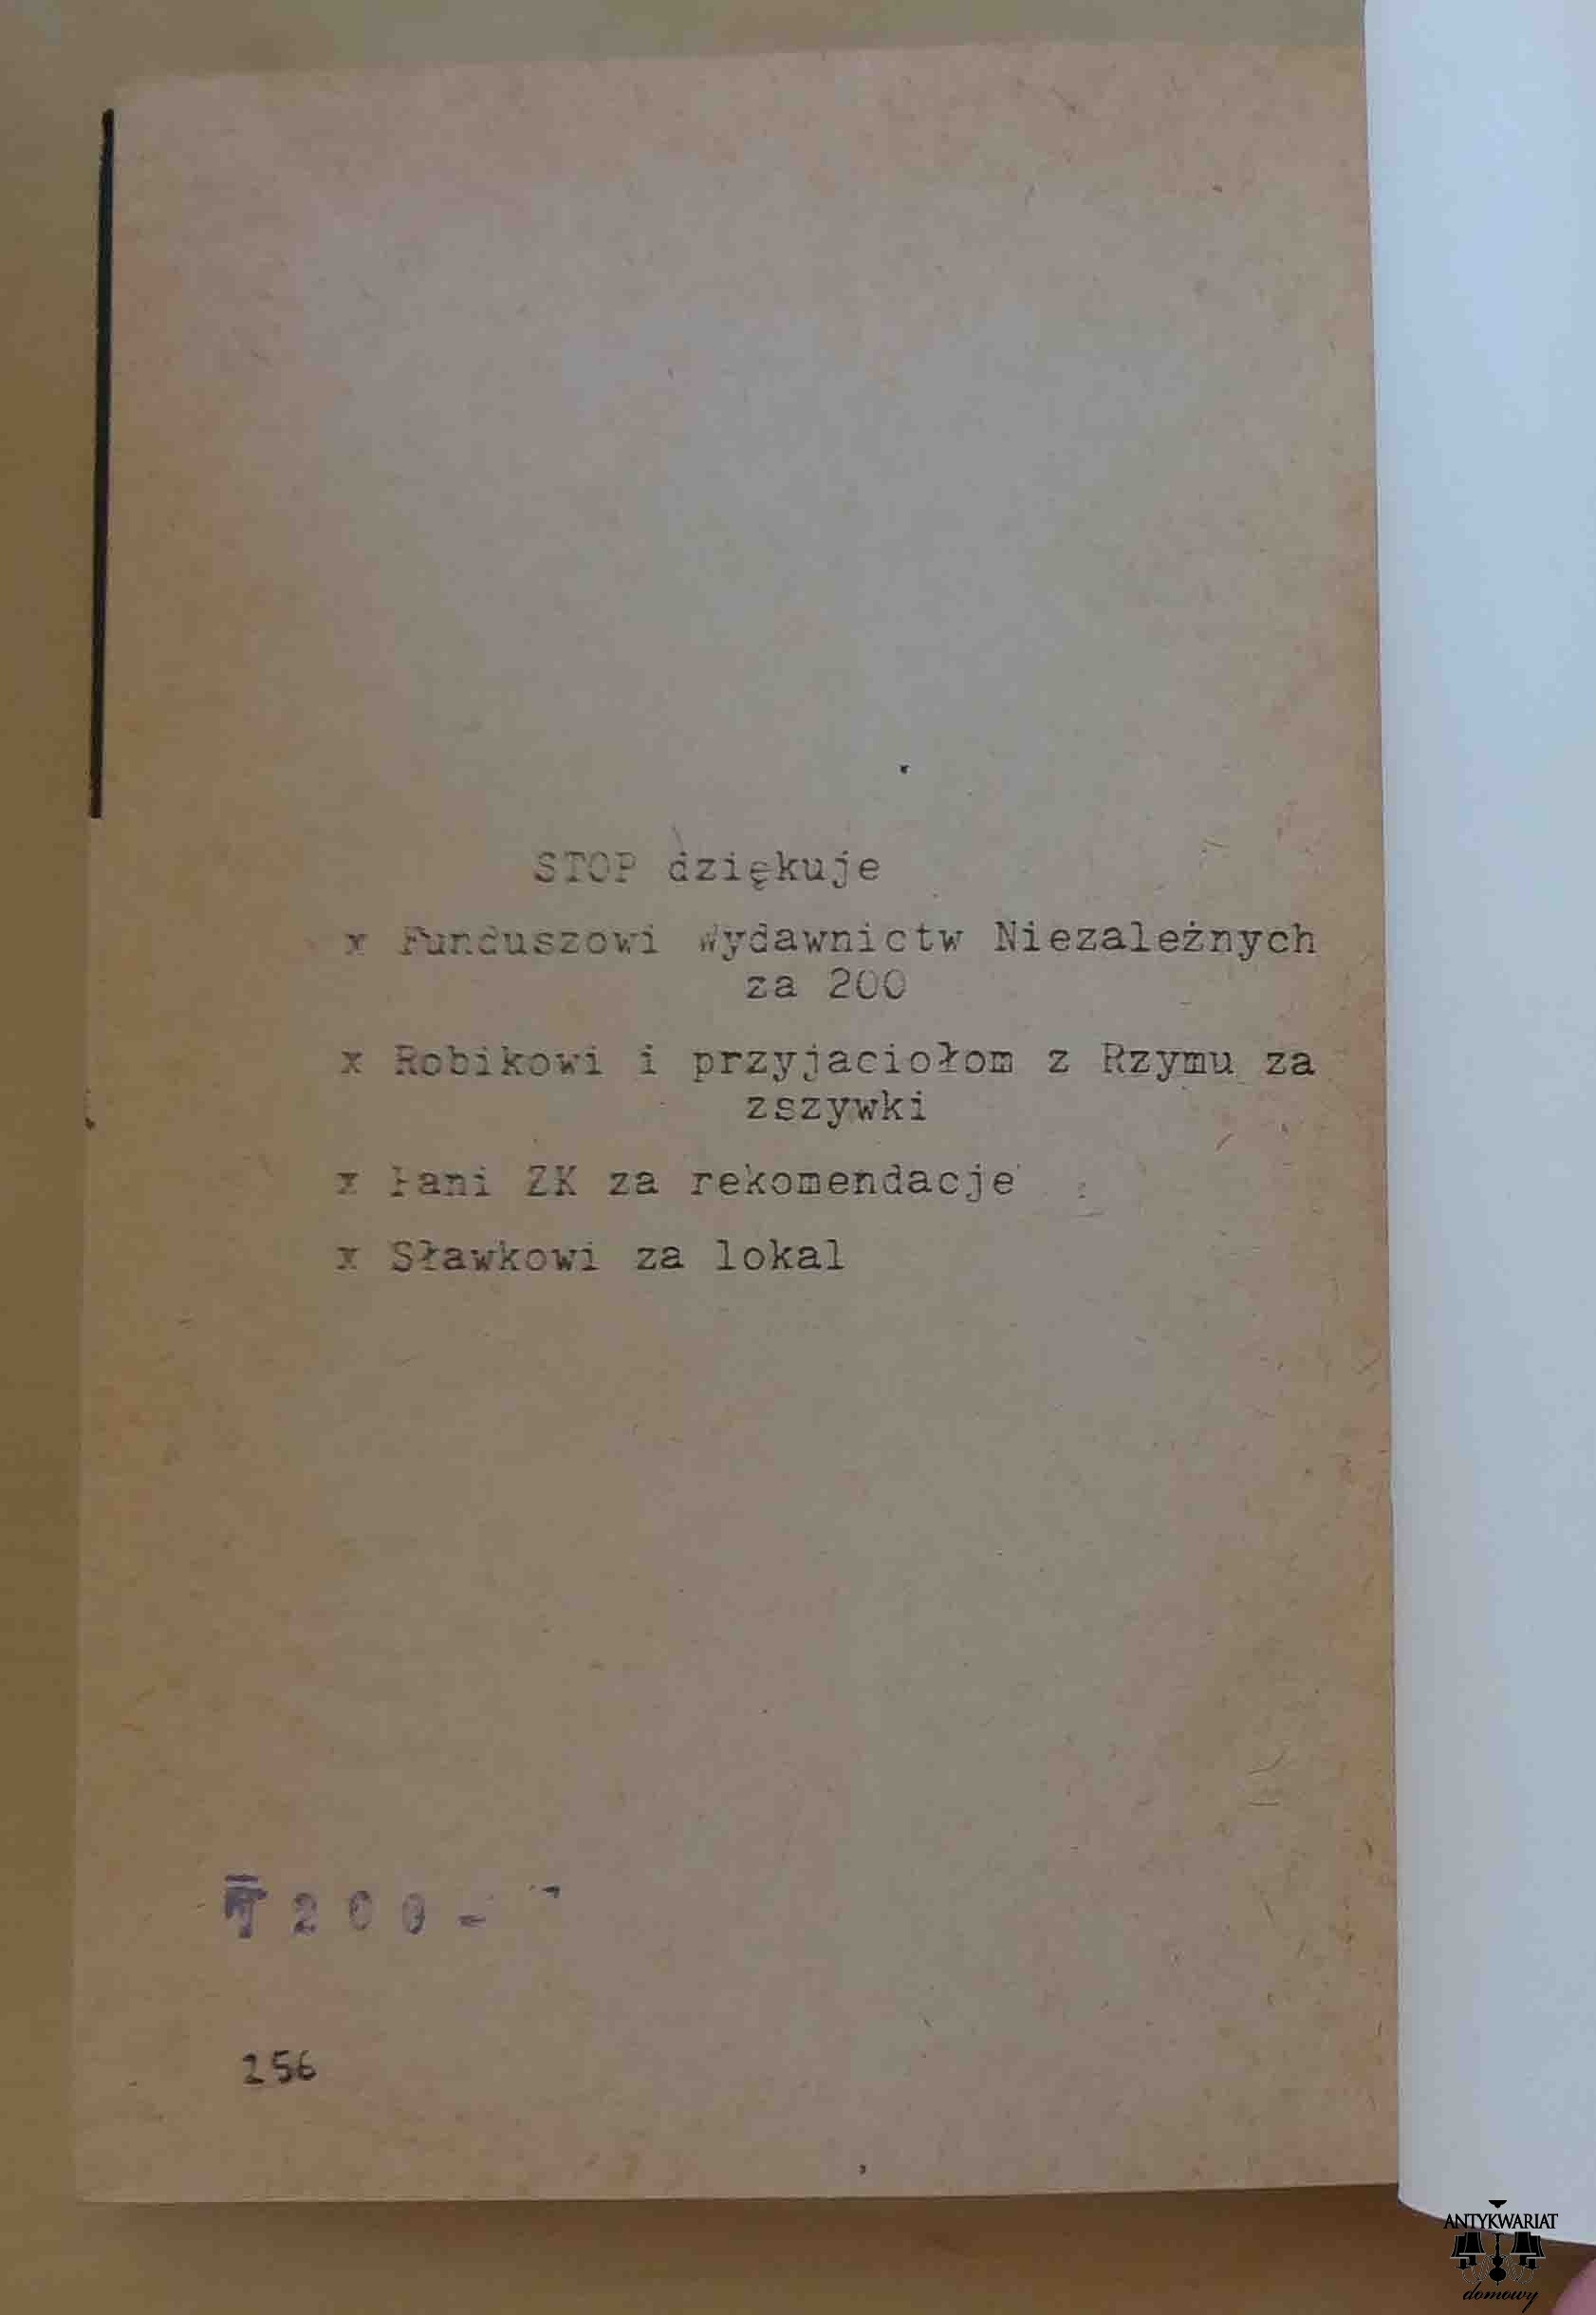 STOP dziękuje
x Funduszowi Wydawnictw Niezależnych
za 200
x Robikowi i przyjaciołom z Rzymu za
zszywki
x Pani ZK za rekomendacje
x Sławkowi za lokal
200-
256
ANTYKWARIAT
domowy